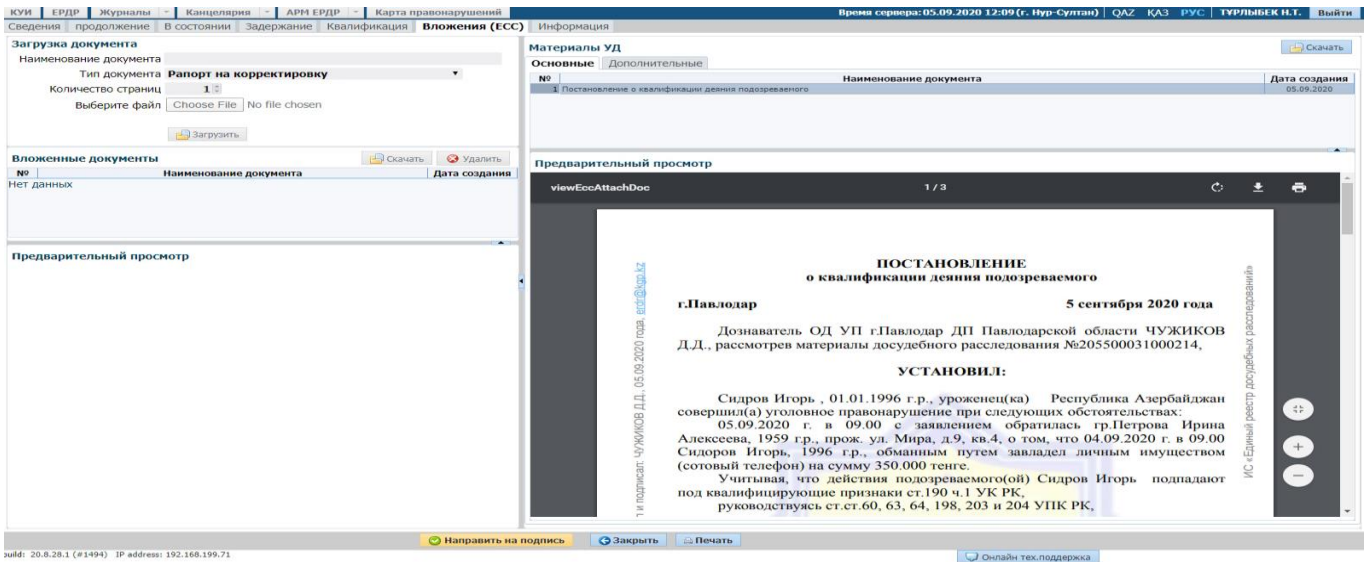 КУИ ЕРДР Журналы Канцелярия АРМ ЕРДР Карта правонарушений Время сервера: 05.09.2020 12:09 (г. Нур-Султан) QAZ ҚАЗ РУС ТҰРЛЫБЕК Н.Т. Выйти
Сведения продолжение В состоянии Задержание Квалификация Вложения (ЕСС) Информация
Загрузка документа
Наименование документа
Тип документа Рапорт на корректировку
Количество страниц 1
Выберите файл Choose File No file chosen
Загрузить
Вложенные документы Скачать Удалить
№ Наименование документа Дата создания
Нет данных
Предварительный просмотр
Материалы УД Скачать
Основные Дополнительные
№ Наименование документа Дата создания
1 Постановление о квалификации деяния подозреваемого 05.09.2020
Предварительный просмотр
viewEccAttachDoc 1 / 3
ПОСТАНОВЛЕНИЕ
о квалификации деяния подозреваемого
г.Павлодар 5 сентября 2020 года
Дознаватель ОД УП г.Павлодар ДП Павлодарской области ЧУЖИКОВ
Д.Д., рассмотрев материалы досудебного расследования №205500031000214,
УСТАНОВИЛ:
Сидров Игорь , 01.01.1996 г.р., уроженец(ка) Республика Азербайджан
совершил(а) уголовное правонарушение при следующих обстоятельствах:
05.09.2020 г. в 09.00 с заявлением обратилась гр.Петрова Ирина
Алексеева, 1959 г.р., прож. ул. Мира, д.9, кв.4, о том, что 04.09.2020 г. в 09.00
Сидоров Игорь, 1996 г.р., обманным путем завладел личным имуществом
(сотовый телефон) на сумму 350.000 тенге.
Учитывая, что действия подозреваемого(ой) Сидров Игорь подпадают
под квалифицирующие признаки ст.190 ч.1 УК РК,
руководствуясь ст.ст.60, 63, 64, 198, 203 и 204 УПК РК,
и подписал: ЧУЖИКОВ Д.Д., 05.09.2020 года, erdr@kgp.kz
ИС «Единый реестр досудебных расследований»
Направить на подпись Закрыть Печать
build: 20.8.28.1 (#1494) IP address: 192.168.199.71
Онлайн тех.поддержка